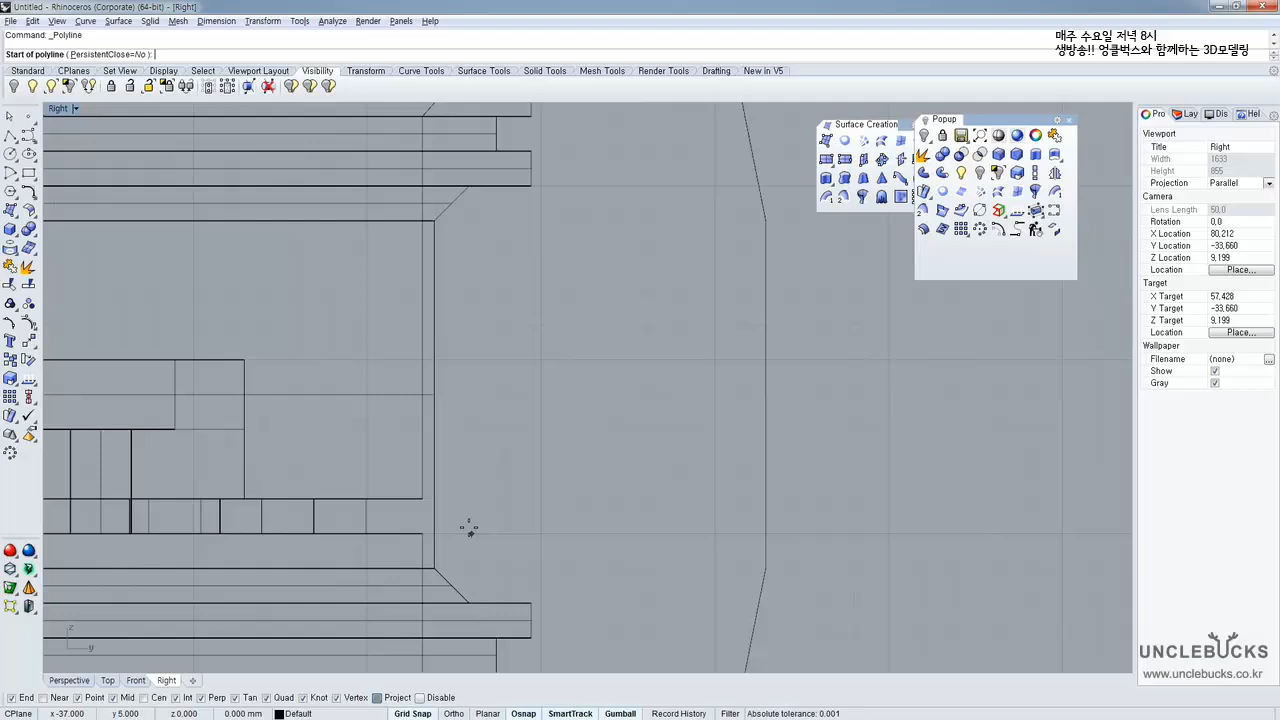 Untitled - Rhinoceros (Corporate) (64-bit) - [Right]
File Edit View Curve Surface Solid Mesh Dimension Transform Tools Analyze Render Panels Help
Command: _Polyline
매주 수요일 저녁 8시
Start of polyline ( PersistentClose=No ):
생방송!! 엉클벅스와 함께하는 3D모델링
Standard CPlanes Set View Display Select Viewport Layout Visibility Transform Curve Tools Surface Tools Solid Tools Mesh Tools Render Tools Drafting New in V5
Right
Surface Creation
Popup
Pro Lay Dis Hel
Viewport
Title Right
Width 1633
Height 855
Projection Parallel
Camera
Lens Length 50,0
Rotation 0,0
X Location 80,212
Y Location -33,660
Z Location 9,199
Location Place...
Target
X Target 57,428
Y Target -33,660
Z Target 9,199
Location Place...
Wallpaper
Filename (none) ...
Show
Gray
z
y
UNCLEBUCKS
www.unclebucks.co.kr
Perspective Top Front Right
End Near Point Mid Cen Int Perp Tan Quad Knot Vertex Project Disable
CPlane x -37.000 y 5.000 z 0.000 0.000 mm Default Grid Snap Ortho Planar Osnap SmartTrack Gumball Record History Filter Absolute tolerance: 0.001